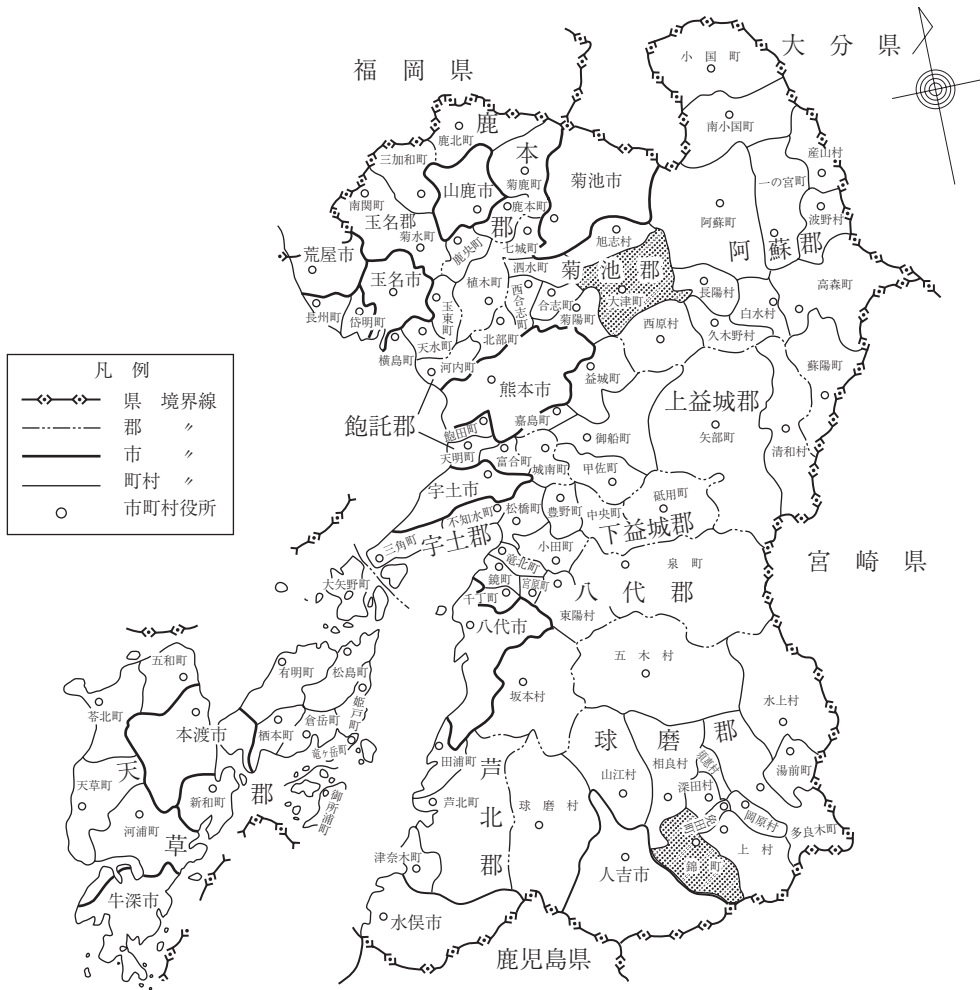 大分県
福岡県
小国町
南小国町
産山村
一の宮町
波野村
阿蘇町
阿蘇郡
高森町
長陽村
白水村
久木野村
蘇陽町
西原村
鹿本郡
鹿北町
三加和町
山鹿市
菊鹿町
鹿本町
菊池市
南関町
玉名郡
菊水町
鹿央町
七城町
旭志村
泗水町
菊池郡
荒屋市
玉名市
植木町
西合志町
合志町
大津町
菊陽町
長州町
岱明町
玉東町
横島町
天水町
北部町
河内町
凡例
県 境界線
郡 〃
市 〃
町村 〃
市町村役所
熊本市
益城町
上益城郡
飽託郡
飽田町
嘉島町
御船町
矢部町
清和村
天明町
富合町
城南町
甲佐町
宇土市
砥用町
不知水町
松橋町
豊野町
中央町
下益城郡
三角町
宇土郡
小田町
泉町
宮崎県
大矢野町
竜北町
鏡町
宮原町
八代郡
千丁町
東陽村
八代市
五和町
有明町
松島町
五木村
苓北町
本渡市
姫戸町
坂本村
水上村
栖本町
倉岳町
竜ヶ岳町
球磨郡
田浦町
芦北郡
山江村
相良村
須恵村
湯前町
天草郡
天草町
新和町
御所浦町
深田村
芦北町
球磨村
免田町
岡原村
多良木町
河浦町
上村
錦町
津奈木町
人吉市
牛深市
水俣市
鹿児島県